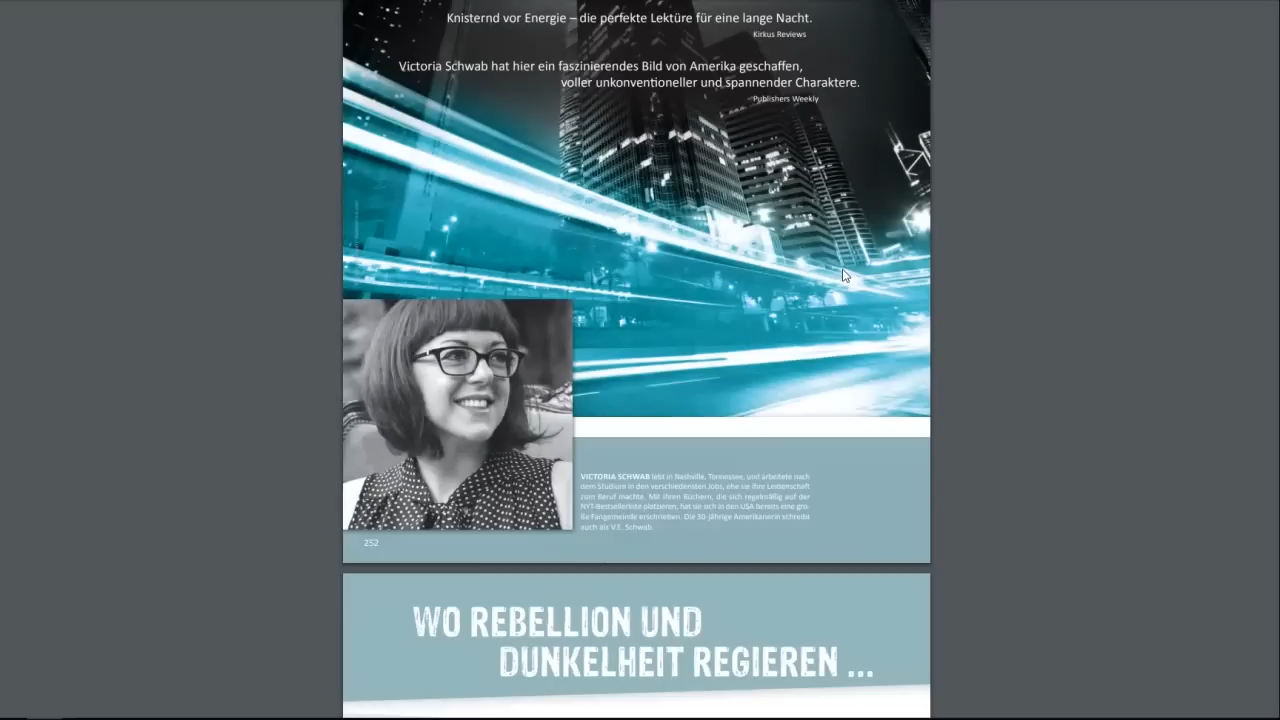 Knisternd vor Energie – die perfekte Lektüre für eine lange Nacht.
Kirkus Reviews
Victoria Schwab hat hier ein faszinierendes Bild von Amerika geschaffen,
voller unkonventioneller und spannender Charaktere.
Publishers Weekly
VICTORIA SCHWAB lebt in Nashville, Tennessee, und arbeitete nach
dem Studium in den verschiedensten Jobs, ehe sie ihre Leidenschaft
zum Beruf machte. Mit ihren Büchern, die sich regelmäßig auf der
NYT-Bestsellerliste platzieren, hat sie sich in den USA bereits eine gro-
ße Fangemeinde erschrieben. Die 30-jährige Amerikanerin schreibt
auch als V.E. Schwab.
252
WO REBELLION UND
DUNKELHEIT REGIEREN ...